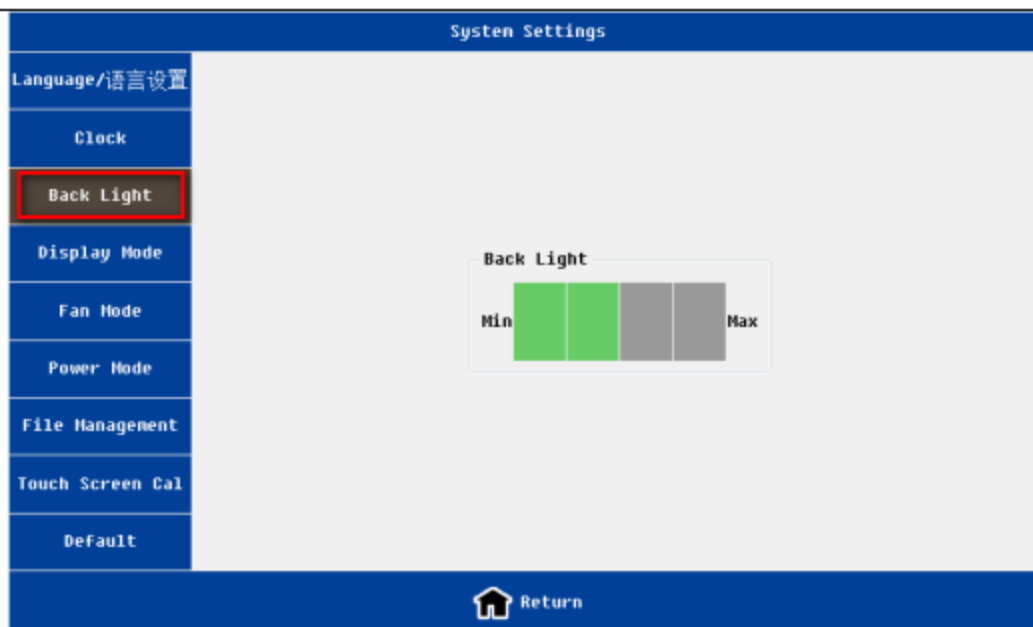 System Settings
Language/语言设置
Clock
Back Light
Display Mode
Fan Mode
Power Mode
File Management
Touch Screen Cal
Default
Back Light
Min
Max
Return